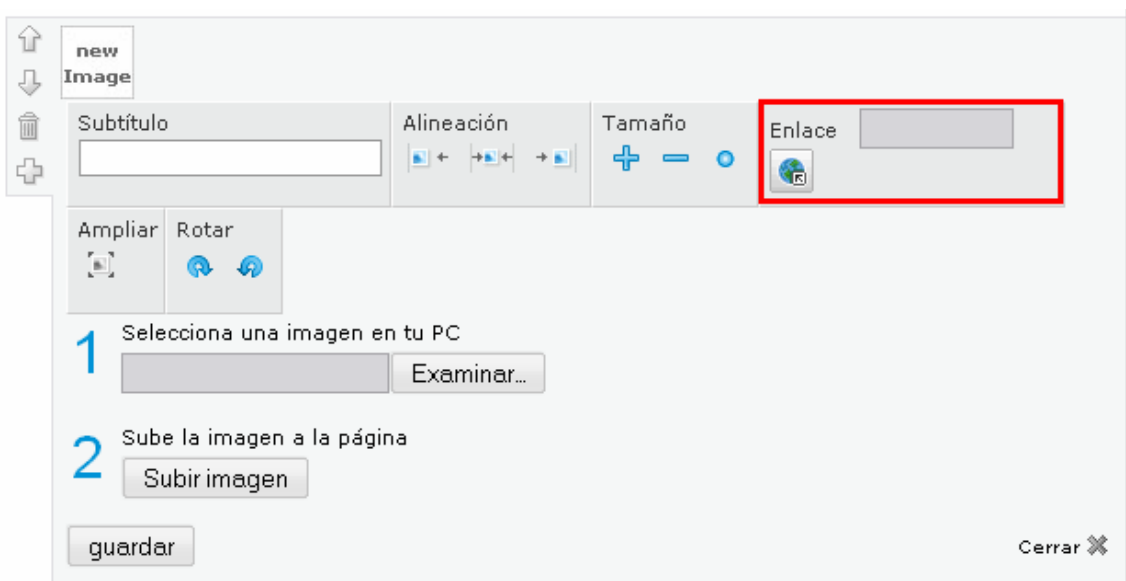 new
Image
Subtítulo
Alineación
Tamaño
Enlace
Ampliar
Rotar
1 Selecciona una imagen en tu PC
Examinar...
2 Sube la imagen a la página
Subir imagen
guardar
Cerrar